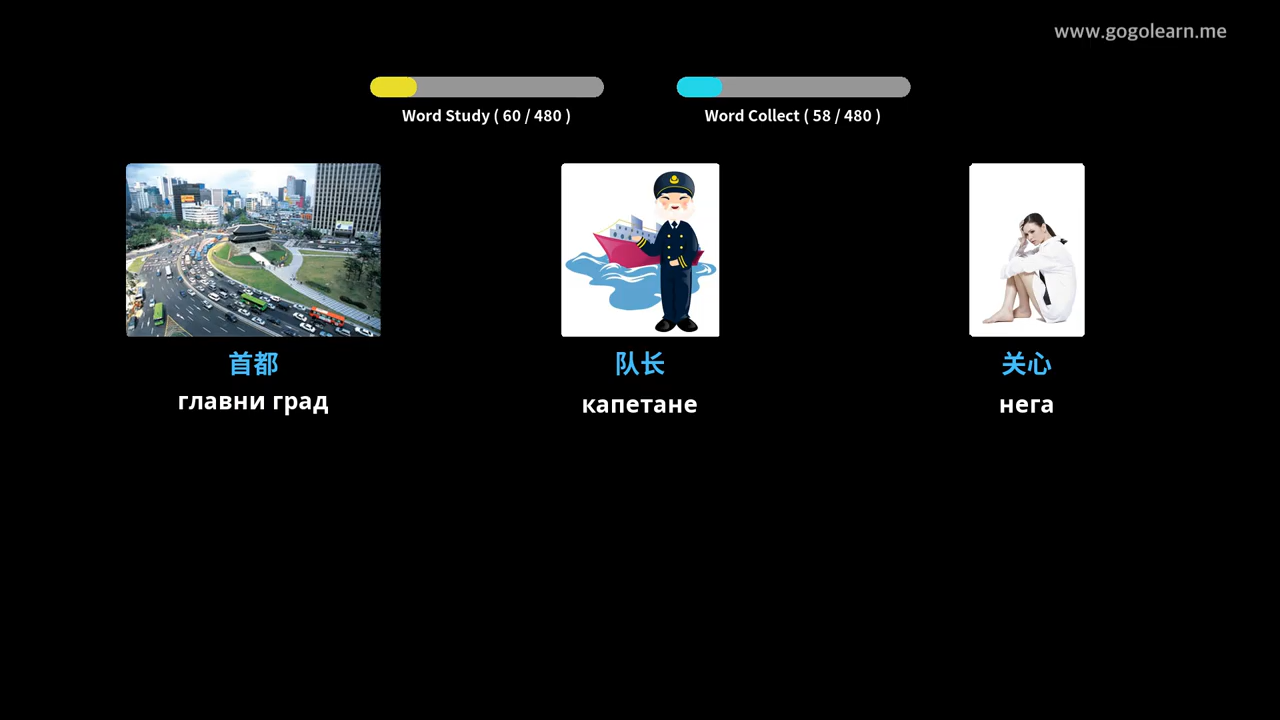 www.gogolearn.me
Word Study ( 60 / 480 )
Word Collect ( 58 / 480 )
首都
队长
关心
главни град
капетане
нега